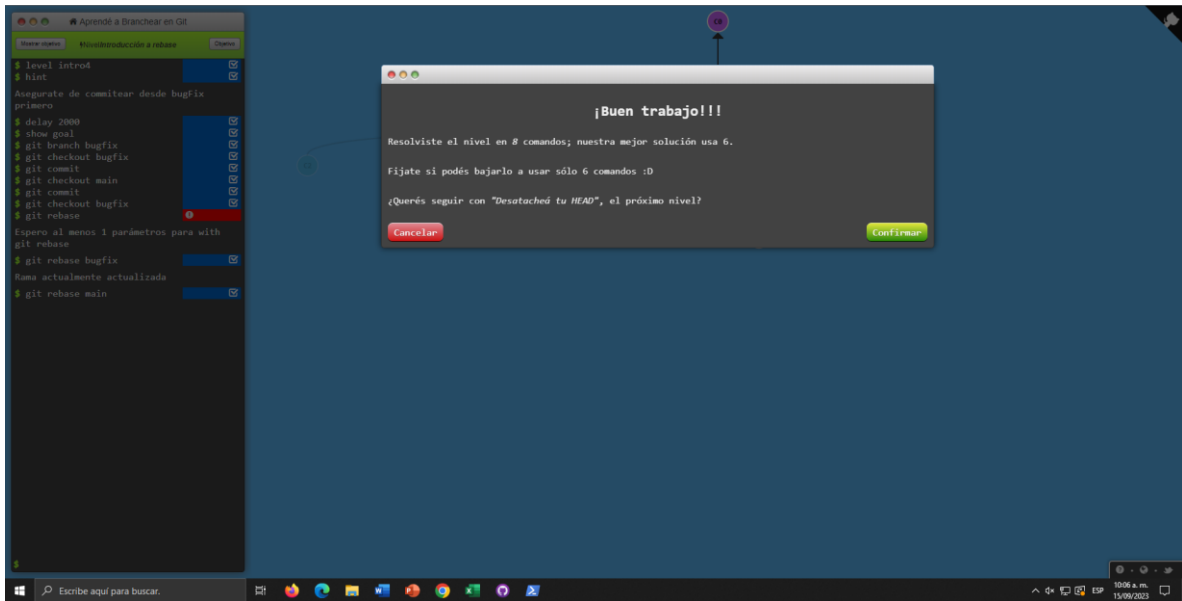 Aprendé a Branchear en Git
Mostrar objetivo
Nivel Introducción a rebase
Objetivo
$ level intro4
$ hint
Asegurate de commitear desde bugFix
primero
$ delay 2000
$ show goal
$ git branch bugfix
$ git checkout bugfix
$ git commit
$ git checkout main
$ git commit
$ git checkout bugfix
$ git rebase
Espero al menos 1 parámetros para with
git rebase
$ git rebase bugfix
Rama actualmente actualizada
$ git rebase main
$
¡Buen trabajo!!!
Resolviste el nivel en 8 comandos; nuestra mejor solución usa 6.
Fijate si podés bajarlo a usar sólo 6 comandos :D
¿Querés seguir con "Desatacheá tu HEAD", el próximo nivel?
Cancelar
Confirmar
Escribe aquí para buscar.
ESP
10:06 a. m.
15/09/2023